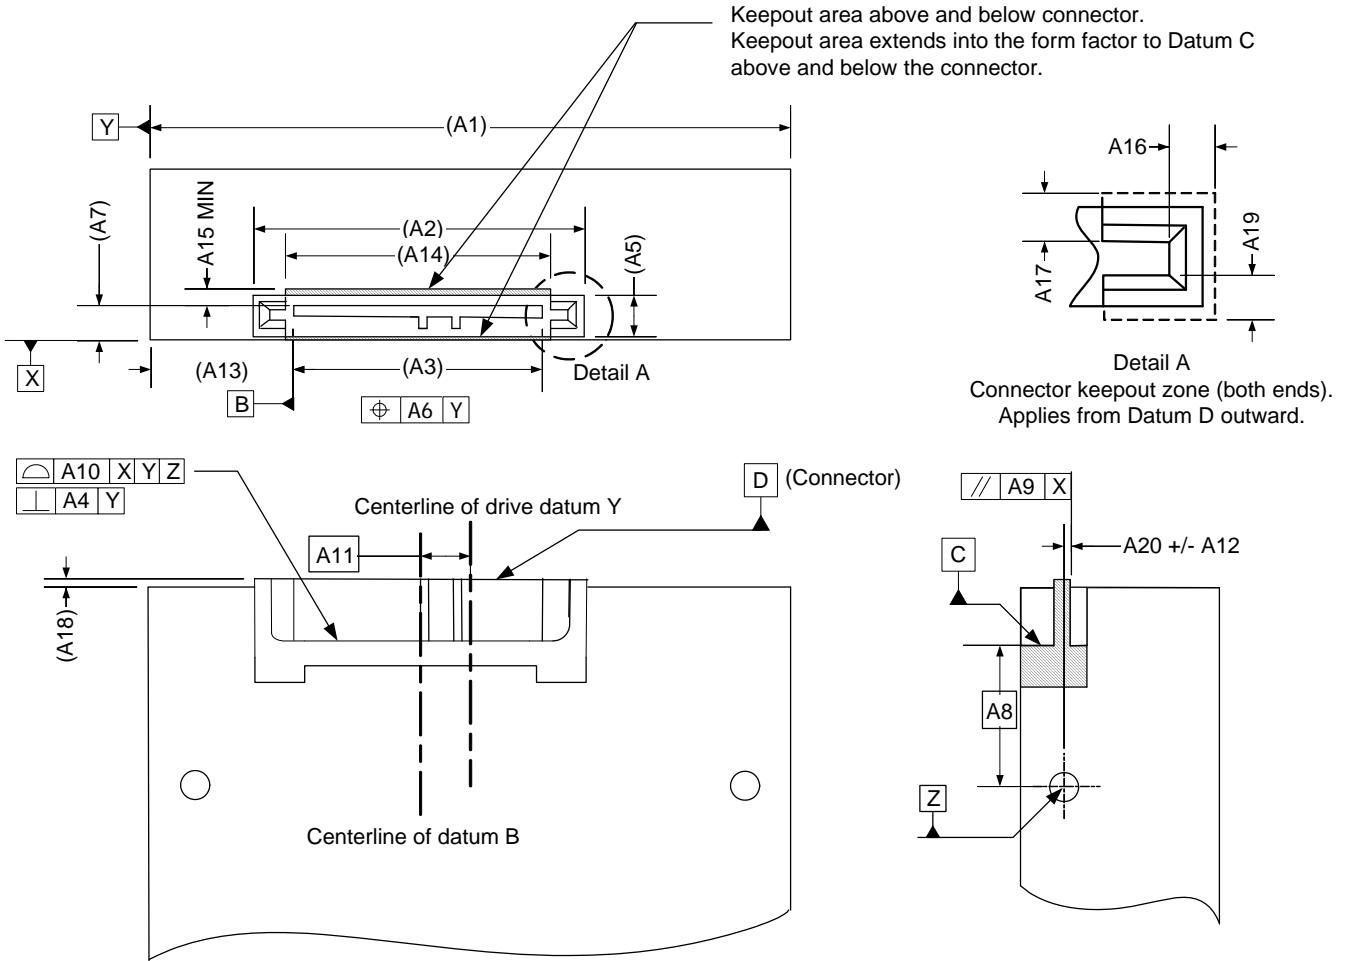 Keepout area above and below connector.
Keepout area extends into the form factor to Datum C
above and below the connector.
Y
(A1)
A16
(A7)
A15 MIN
(A2)
(A14)
(A5)
A17
A19
X
(A13)
(A3)
Detail A
B
A6 Y
Detail A
Connector keepout zone (both ends).
Applies from Datum D outward.
A10 X Y Z
A4 Y
Centerline of drive datum Y
D (Connector)
A9 X
A11
A20 +/- A12
C
(A18)
A8
Z
Centerline of datum B